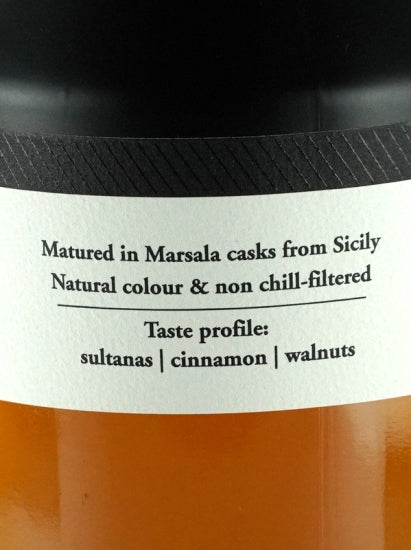 Matured in Marsala casks from Sicily
Natural colour & non chill-filtered
Taste profile:
sultanas | cinnamon | walnuts